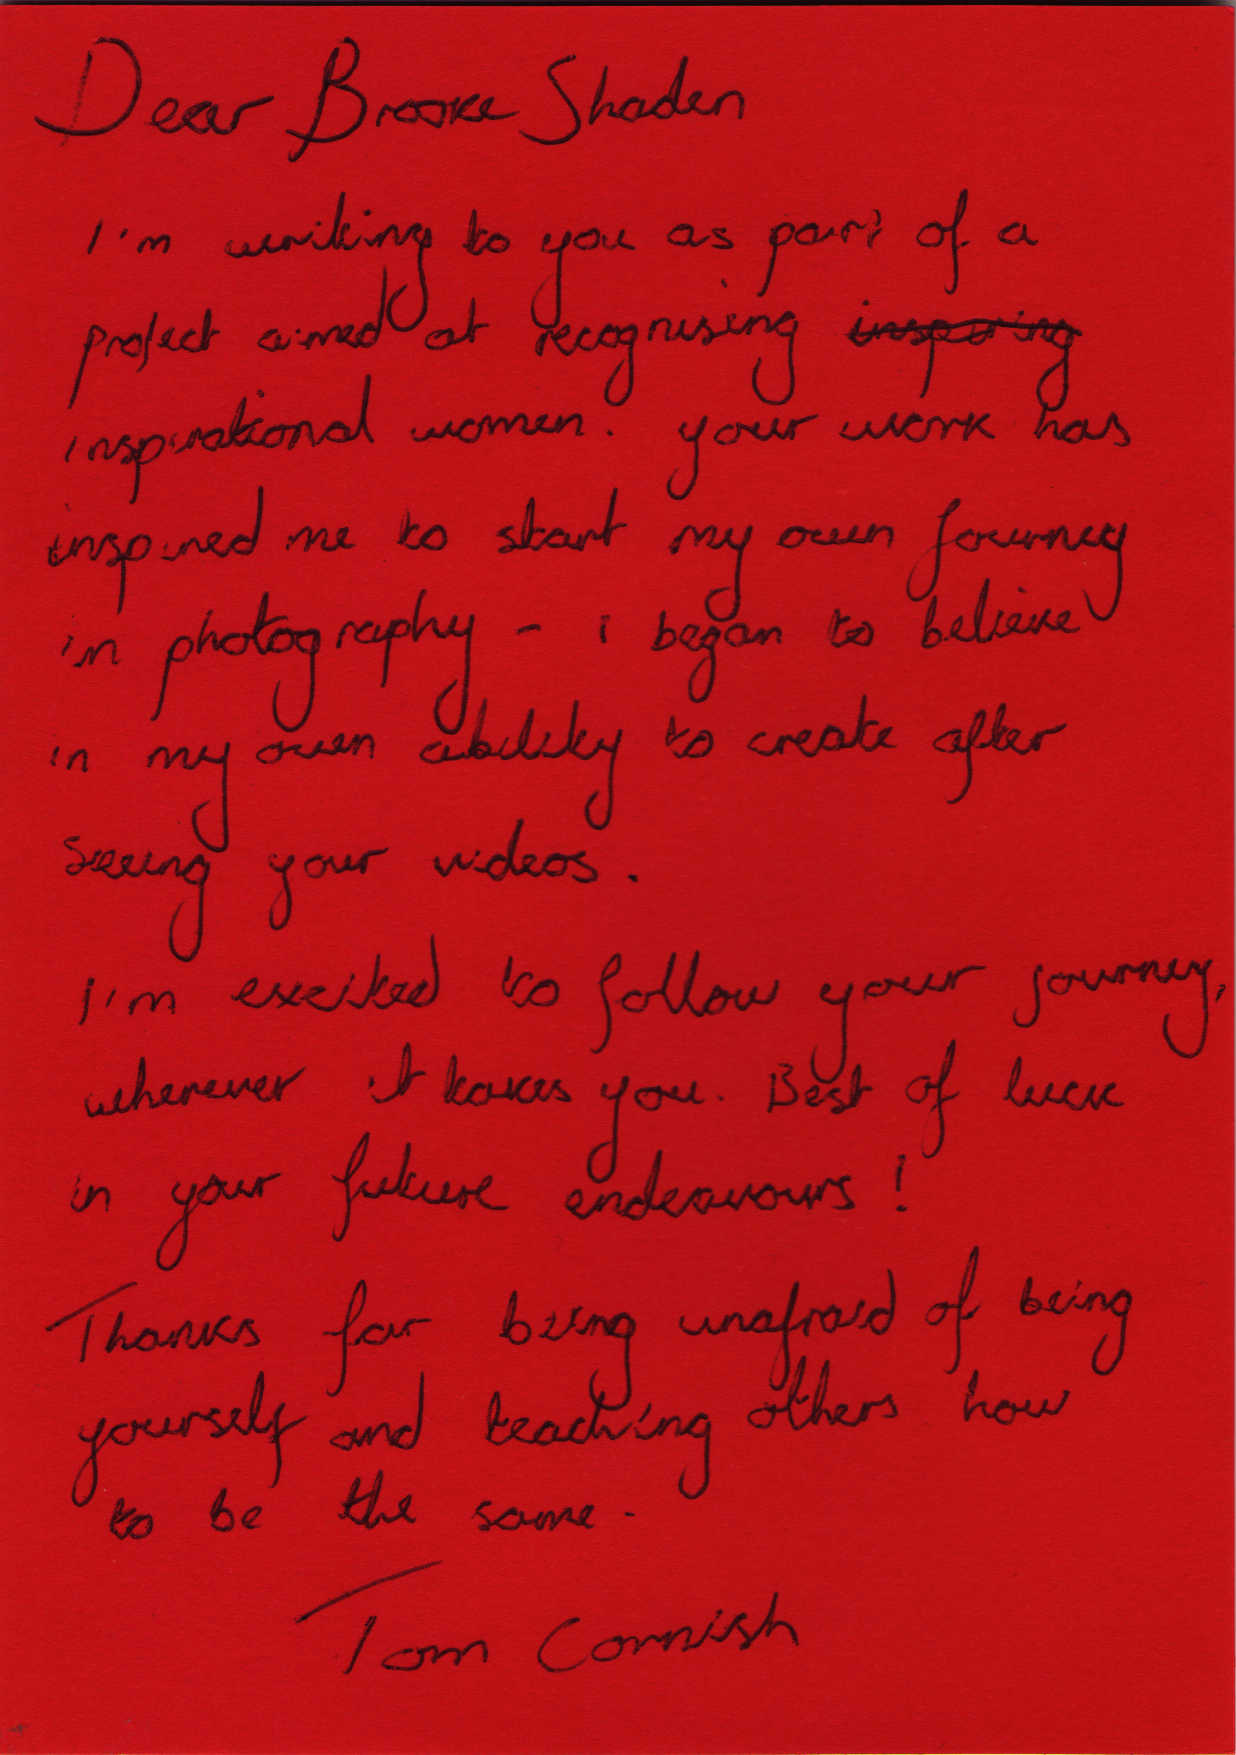 Dear Brooke Shaden
I'm writing to you as part of a
project aimed at recognising inspiring
inspirational women. your work has
inspired me to start my own journey
in photography - i began to believe
in my own ability to create after
seeing your videos.
I'm excited to follow your journey,
wherever it takes you. Best of luck
in your future endeavours!
Thanks for being unafraid of being
yourself and teaching others how
to be the same.
Tom Cornish